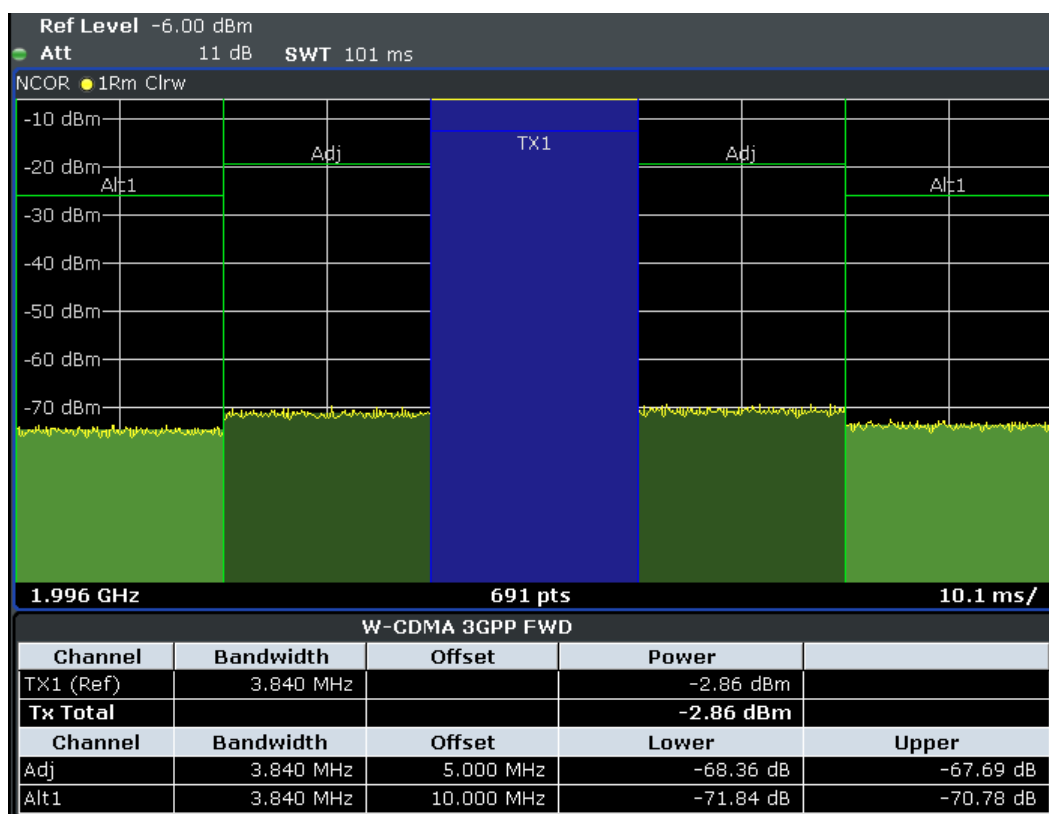 Ref Level -6.00 dBm
Att 11 dB SWT 101 ms
NCOR 1Rm Clrw
-10 dBm
TX1
Adj Adj
-20 dBm
Alt1 Alt1
-30 dBm
-40 dBm
-50 dBm
-60 dBm
-70 dBm
1.996 GHz 691 pts 10.1 ms/
W-CDMA 3GPP FWD
Channel Bandwidth Offset Power
TX1 (Ref) 3.840 MHz -2.86 dBm
Tx Total -2.86 dBm
Channel Bandwidth Offset Lower Upper
Adj 3.840 MHz 5.000 MHz -68.36 dB -67.69 dB
Alt1 3.840 MHz 10.000 MHz -71.84 dB -70.78 dB